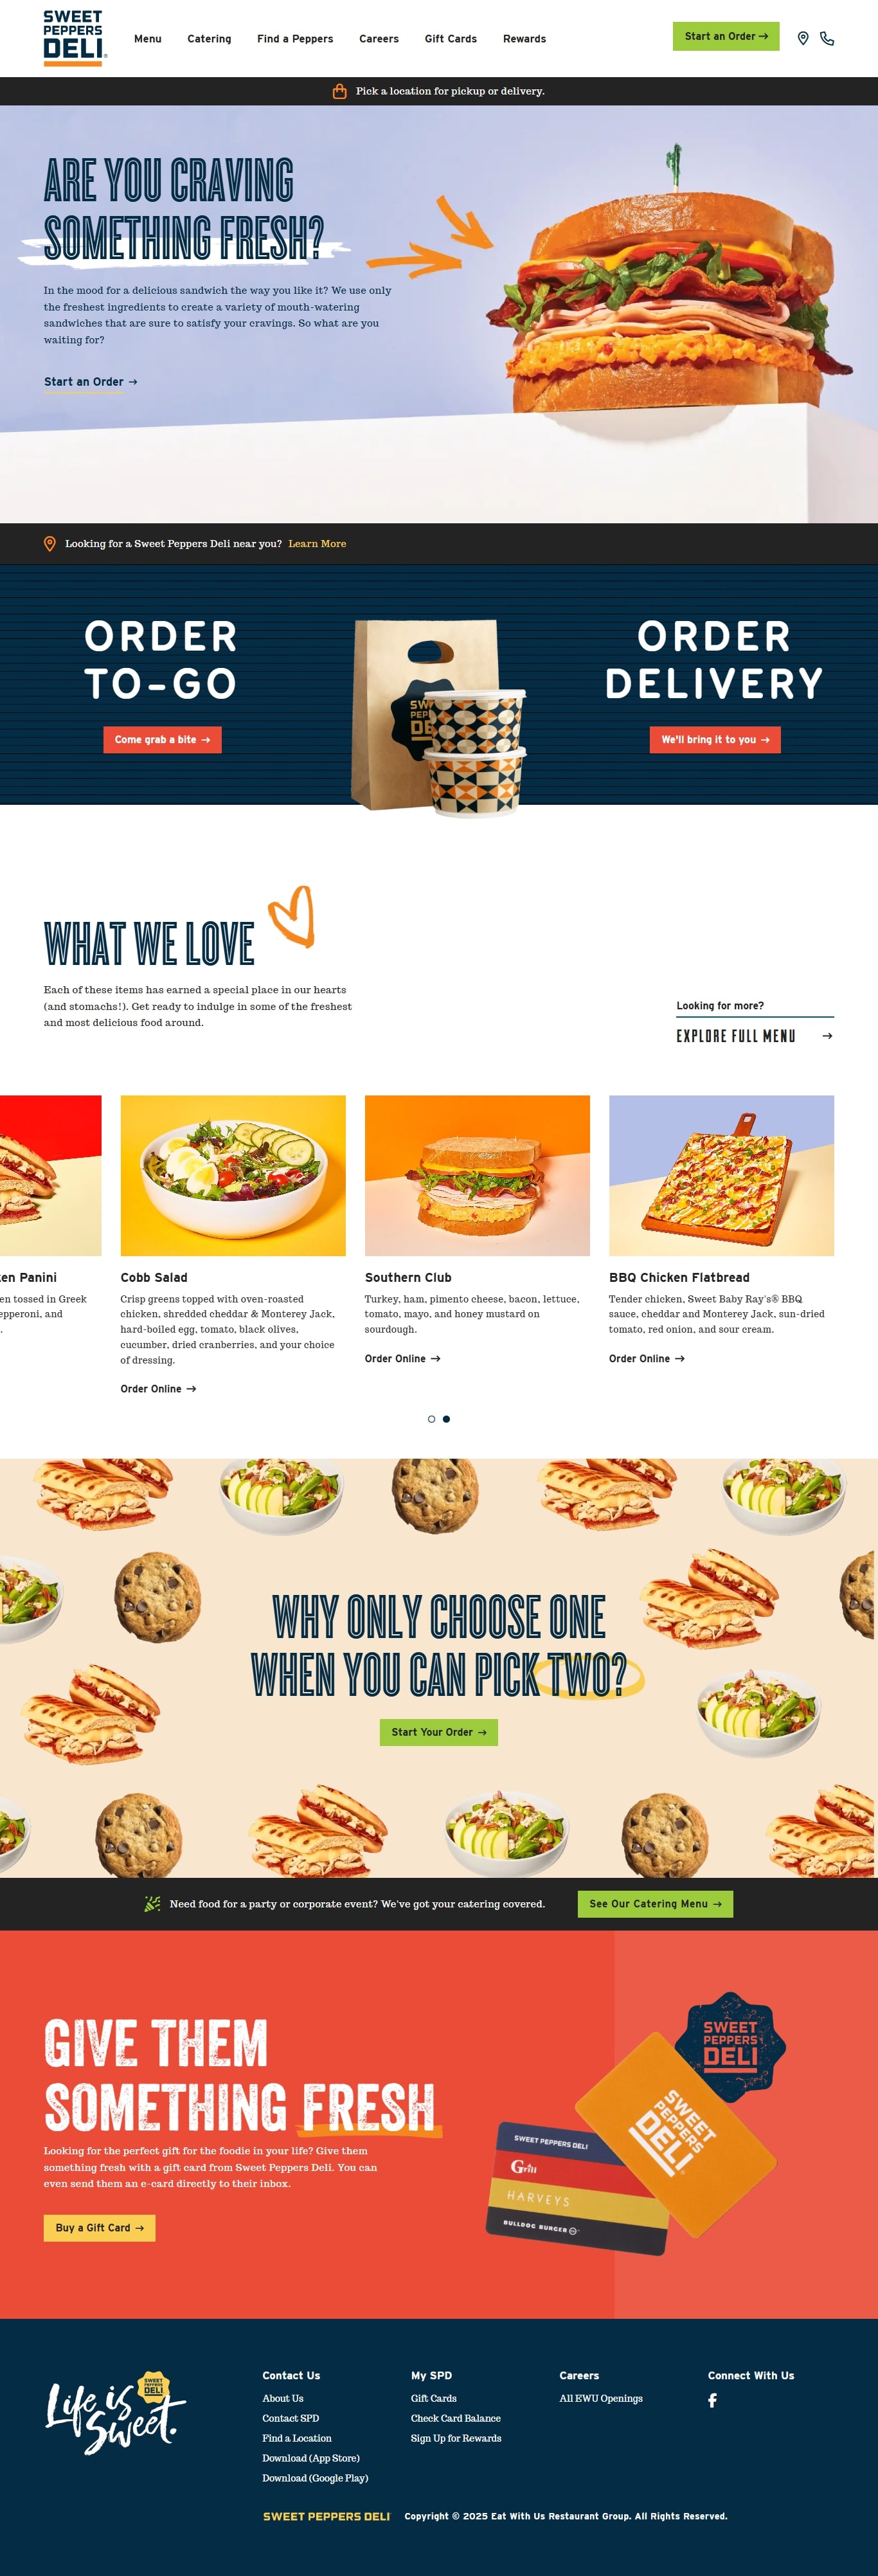 SWEET
PEPPERS
DELI
Menu
Catering
Find a Peppers
Careers
Gift Cards
Rewards
Start an Order →
Pick a location for pickup or delivery.
ARE YOU CRAVING
SOMETHING FRESH?
In the mood for a delicious sandwich the way you like it? We use only
the freshest ingredients to create a variety of mouth-watering
sandwiches that are sure to satisfy your cravings. So what are you
waiting for?
Start an Order →
Looking for a Sweet Peppers Deli near you? Learn More
ORDER
TO-GO
Come grab a bite →
ORDER
DELIVERY
We'll bring it to you →
WHAT WE LOVE
Each of these items has earned a special place in our hearts
(and stomachs!). Get ready to indulge in some of the freshest
and most delicious food around.
Looking for more?
EXPLORE FULL MENU →
en Panini
en tossed in Greek
epperoni, and
.
Cobb Salad
Crisp greens topped with oven-roasted
chicken, shredded cheddar & Monterey Jack,
hard-boiled egg, tomato, black olives,
cucumber, dried cranberries, and your choice
of dressing.
Order Online →
Southern Club
Turkey, ham, pimento cheese, bacon, lettuce,
tomato, mayo, and honey mustard on
sourdough.
Order Online →
BBQ Chicken Flatbread
Tender chicken, Sweet Baby Ray's® BBQ
sauce, cheddar and Monterey Jack, sun-dried
tomato, red onion, and sour cream.
Order Online →
WHY ONLY CHOOSE ONE
WHEN YOU CAN PICK TWO?
Start Your Order →
Need food for a party or corporate event? We've got your catering covered.
See Our Catering Menu →
GIVE THEM
SOMETHING FRESH
Looking for the perfect gift for the foodie in your life? Give them
something fresh with a gift card from Sweet Peppers Deli. You can
even send them an e-card directly to their inbox.
Buy a Gift Card →
SWEET
PEPPERS
DELI
SWEET
PEPPERS
DELI
SWEET PEPPERS DELI
Grill
HARVEYS
BULLDOG BURGER
Life is
Sweet.
SWEET
PEPPERS
DELI
Contact Us
About Us
Contact SPD
Find a Location
Download (App Store)
Download (Google Play)
My SPD
Gift Cards
Check Card Balance
Sign Up for Rewards
Careers
All EWU Openings
Connect With Us
SWEET PEPPERS DELI
Copyright © 2025 Eat With Us Restaurant Group. All Rights Reserved.